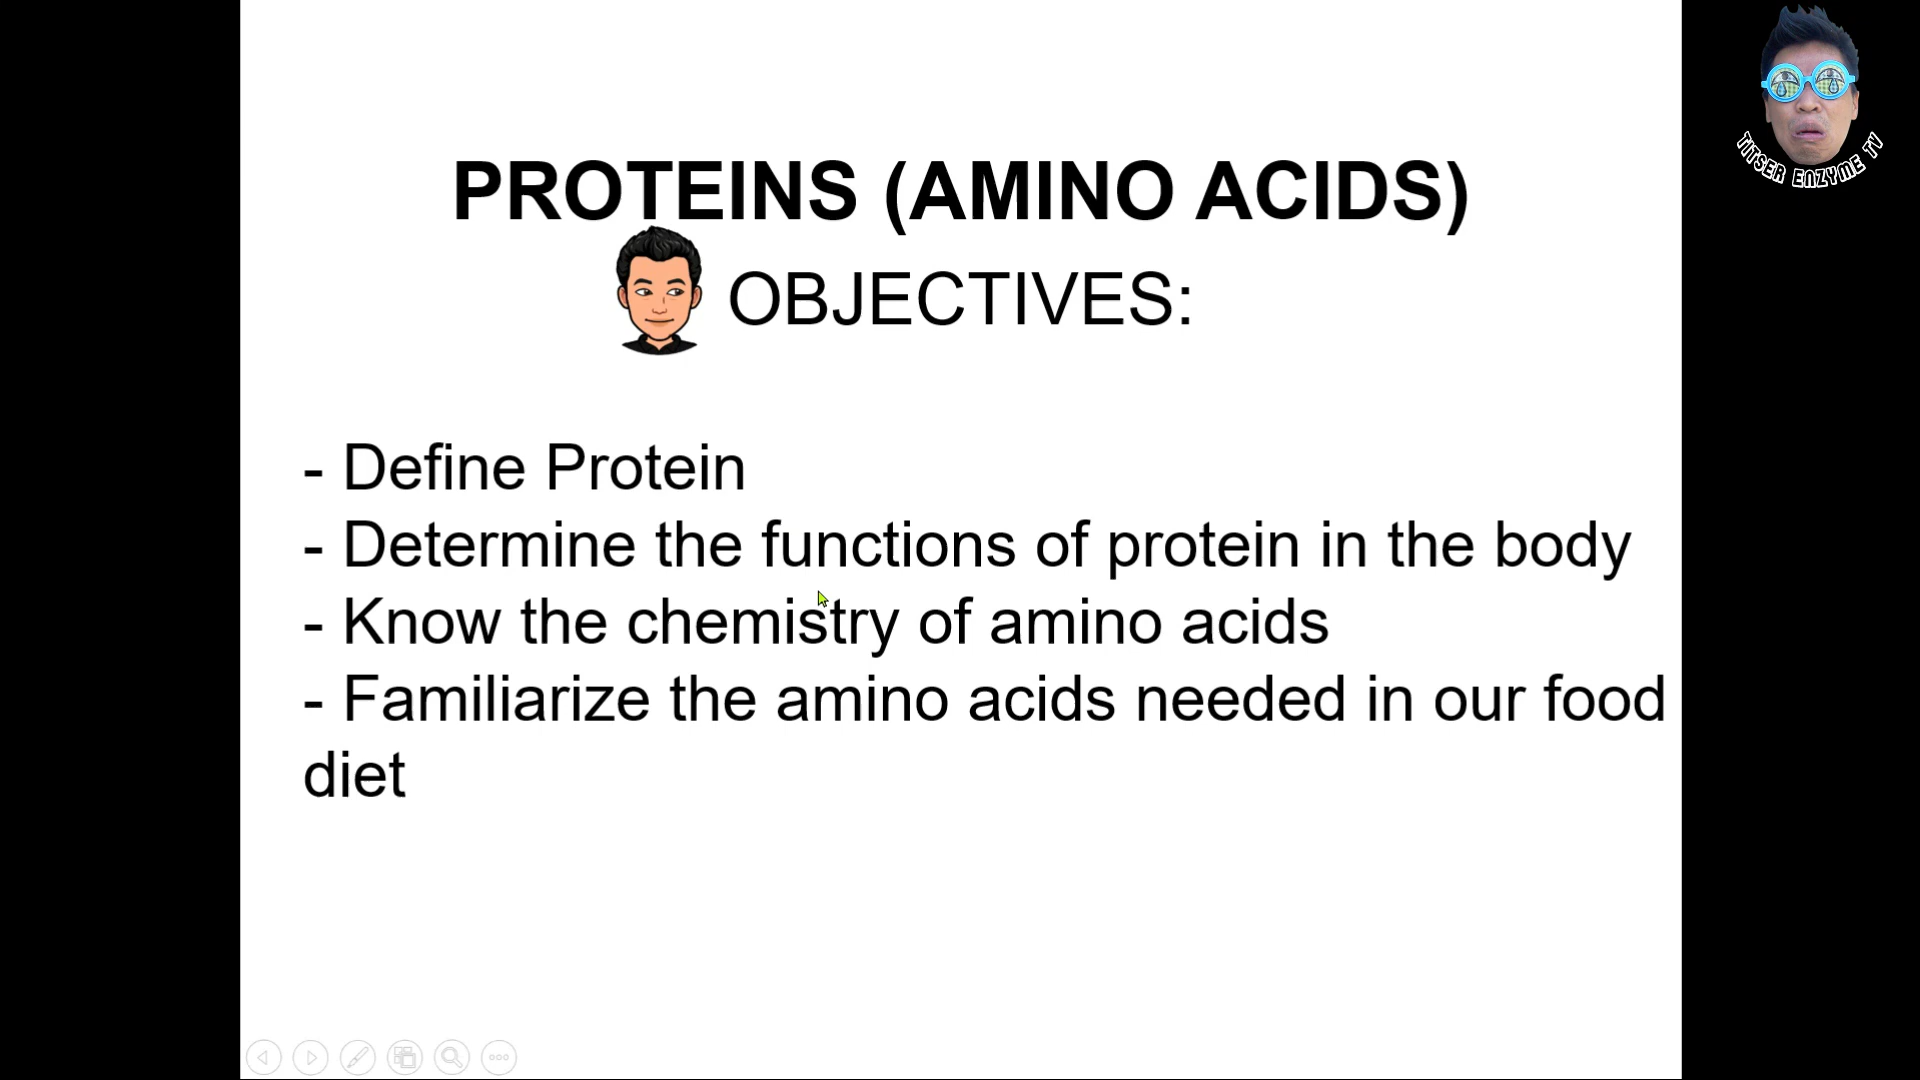 PROTEINS (AMINO ACIDS)
OBJECTIVES:
- Define Protein
- Determine the functions of protein in the body
- Know the chemistry of amino acids
- Familiarize the amino acids needed in our food
diet
TITSER ENZYME TV